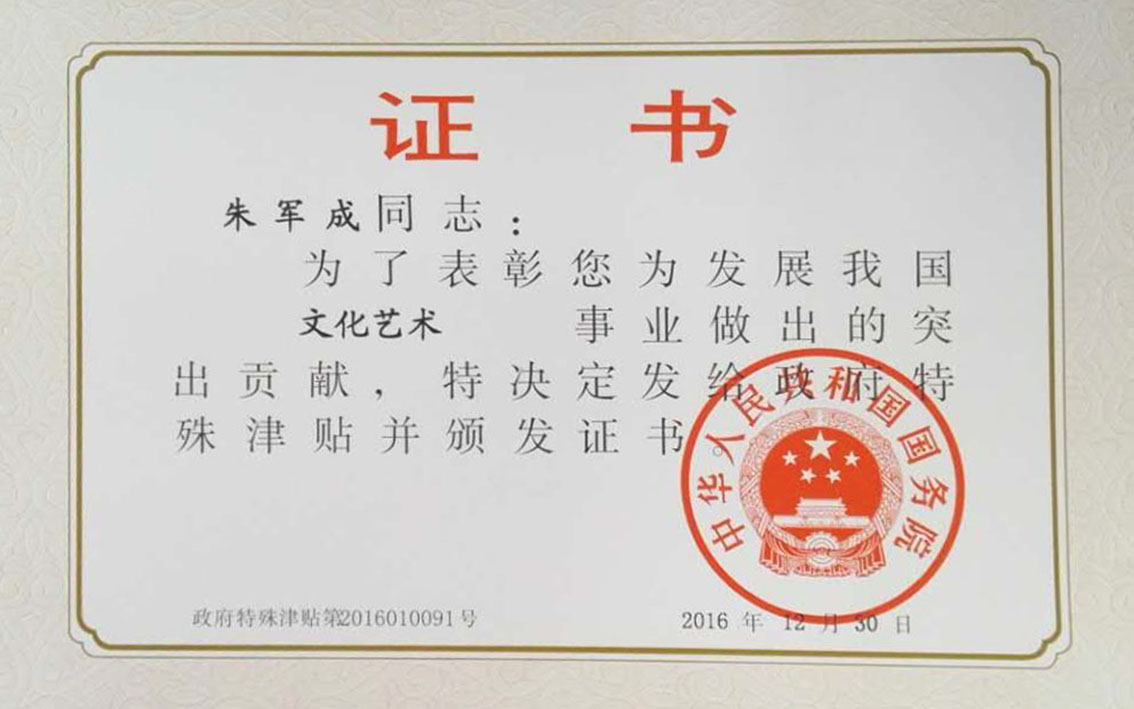 证书
朱军成同志：
为了表彰您为发展我国
文化艺术 事业做出的突
出贡献，特决定发给政府特
殊津贴并颁发证书。
中华人民共和国国务院
政府特殊津贴第2016010091号
2016 年 12 月 30 日